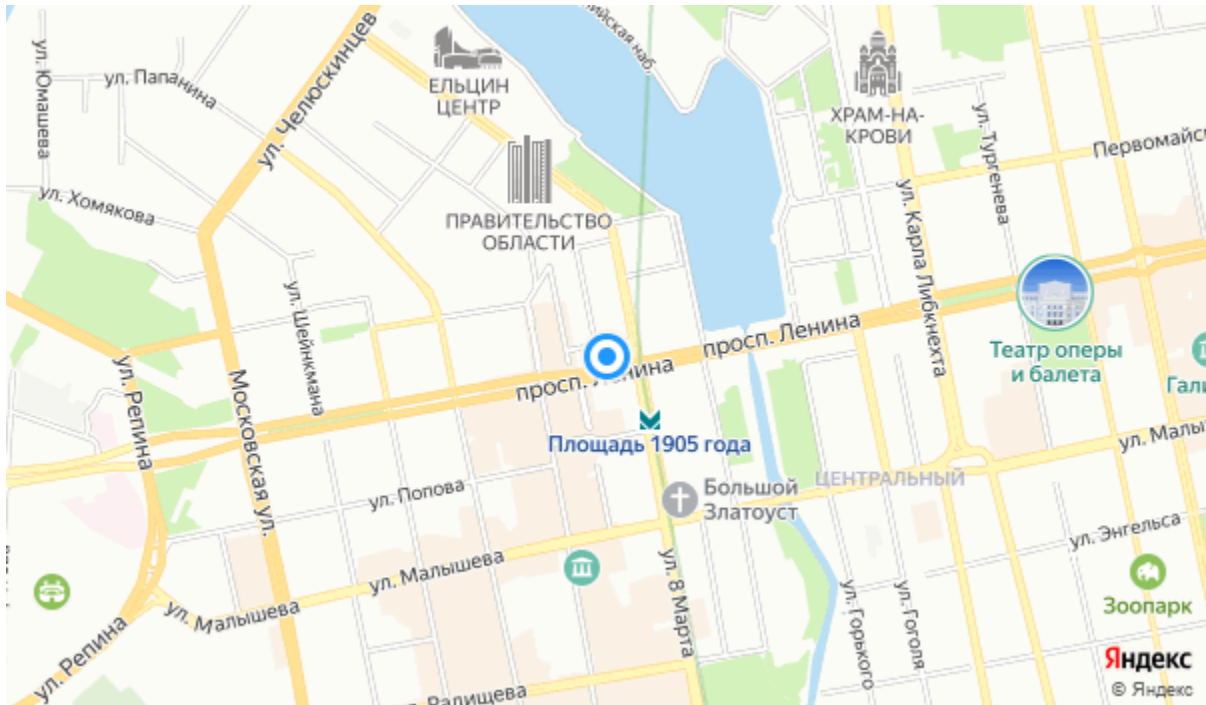 ул. Юмашева
ул. Папанина
ул. Челюскинцев
ЕЛЬЦИН
ЦЕНТР
наб.
ХРАМ-НА-
КРОВИ
ул. Тургенева
ул. Хомякова
ПРАВИТЕЛЬСТВО
ОБЛАСТИ
ул. Карла Либкнехта
ул. Шейнкмана
просп. Ленина
Театр оперы
и балета
ул. Репина
Московская ул.
просп. Ленина
Площадь 1905 года
ул. Попова
Большой
Златоуст
ЦЕНТРАЛЬНЫЙ
ул. Малышева
ул. Энгельса
ул. Малышева
ул. 8 Марта
ул. Горького
ул. Гоголя
Зоопарк
ул. Репина
Яндекс
© Яндекс